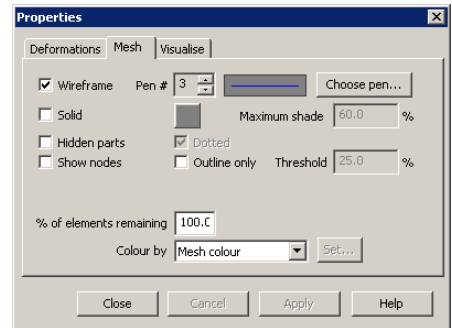 Properties
Deformations Mesh Visualise
Wireframe Pen # 3 Choose pen...
Solid Maximum shade 60.0 %
Hidden parts Dotted
Show nodes Outline only Threshold 25.0 %
% of elements remaining 100.0
Colour by Mesh colour Set...
Close Cancel Apply Help